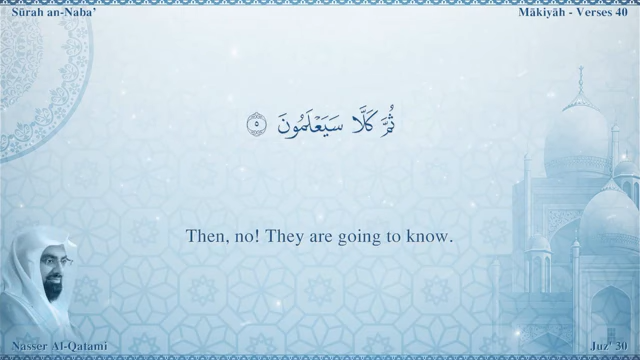 Sūrah an-Naba’
Mākiyāh - Verses 40
ثُمَّ كَلَّا سَيَعْلَمُونَ ٥
Then, no! They are going to know.
Nasser Al-Qatami
Juz' 30